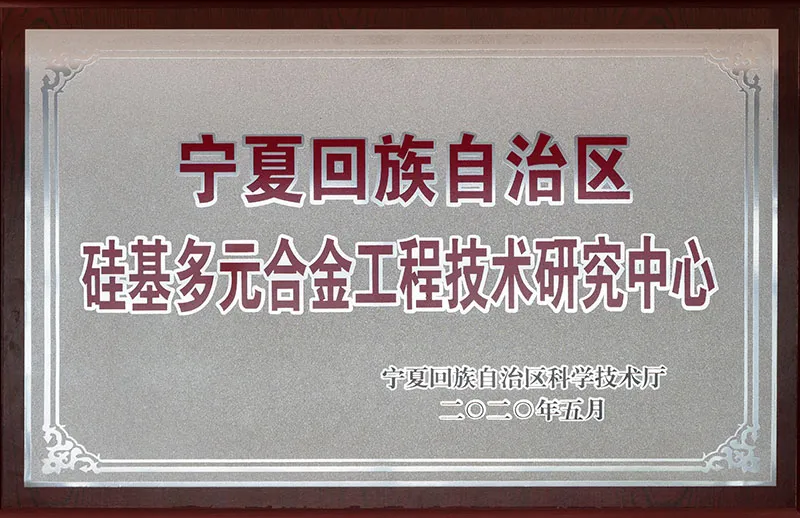 宁夏回族自治区
硅基多元合金工程技术研究中心
宁夏回族自治区科学技术厅
二〇二〇年五月